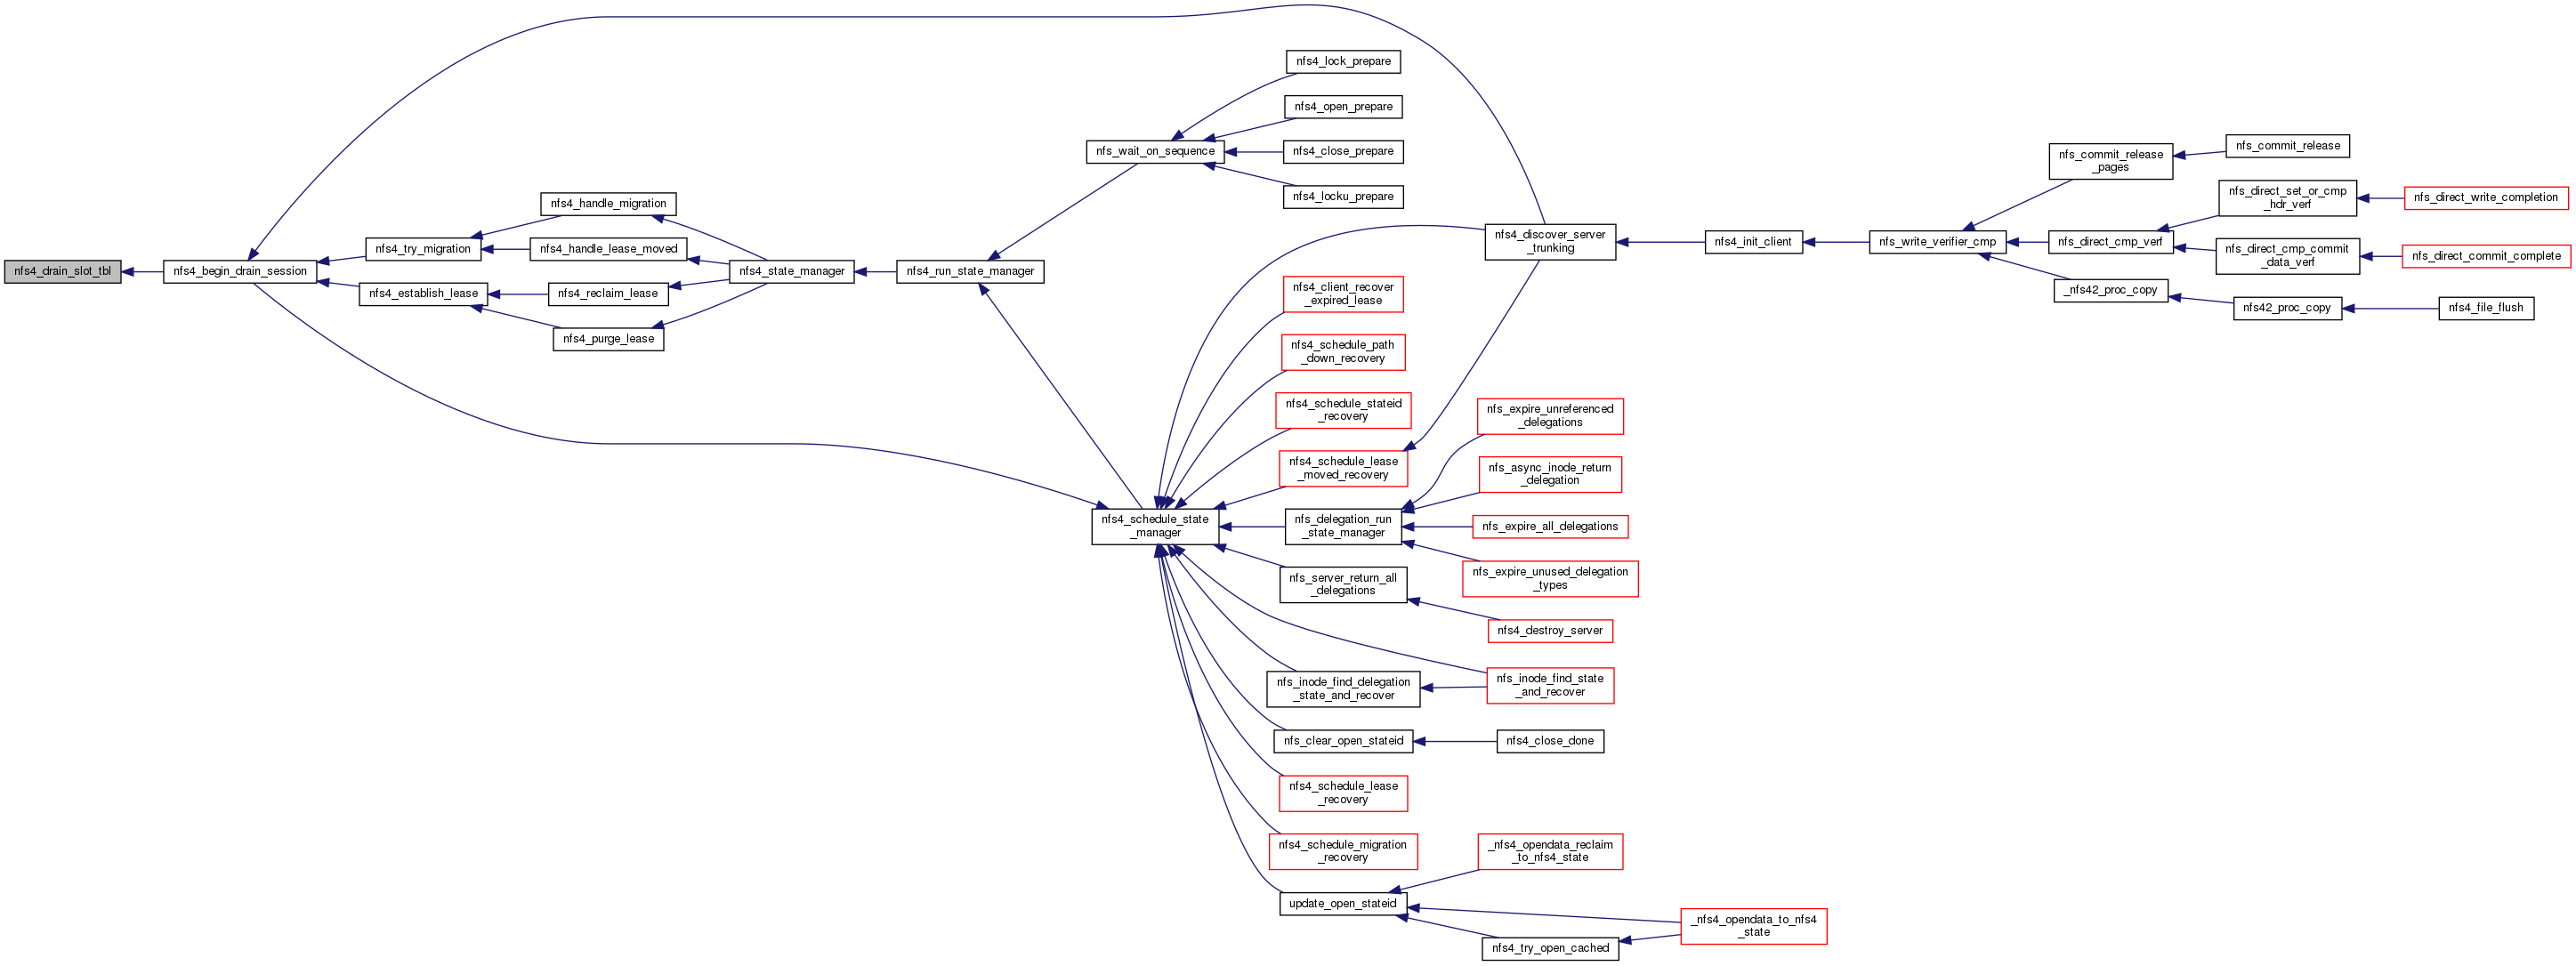 nfs4_drain_slot_tbl
nfs4_begin_drain_session
nfs4_try_migration
nfs4_establish_lease
nfs4_handle_migration
nfs4_handle_lease_moved
nfs4_reclaim_lease
nfs4_purge_lease
nfs4_state_manager
nfs4_run_state_manager
nfs_wait_on_sequence
nfs4_lock_prepare
nfs4_open_prepare
nfs4_close_prepare
nfs4_locku_prepare
nfs4_schedule_state
_manager
nfs4_discover_server
_trunking
nfs4_client_recover
_expired_lease
nfs4_schedule_path
_down_recovery
nfs4_schedule_stateid
_recovery
nfs4_schedule_lease
_moved_recovery
nfs_delegation_run
_state_manager
nfs_server_return_all
_delegations
nfs_inode_find_delegation
_state_and_recover
nfs_clear_open_stateid
nfs4_schedule_lease
_recovery
nfs4_schedule_migration
_recovery
update_open_stateid
nfs_expire_unreferenced
_delegations
nfs_async_inode_return
_delegation
nfs_expire_all_delegations
nfs_expire_unused_delegation
_types
nfs4_destroy_server
nfs_inode_find_state
_and_recover
nfs4_close_done
_nfs4_opendata_reclaim
_to_nfs4_state
nfs4_try_open_cached
_nfs4_opendata_to_nfs4
_state
nfs4_init_client
nfs_write_verifier_cmp
nfs_commit_release
_pages
nfs_direct_cmp_verf
_nfs42_proc_copy
nfs_commit_release
nfs_direct_set_or_cmp
_hdr_verf
nfs_direct_cmp_commit
_data_verf
nfs42_proc_copy
nfs_direct_write_completion
nfs_direct_commit_complete
nfs4_file_flush